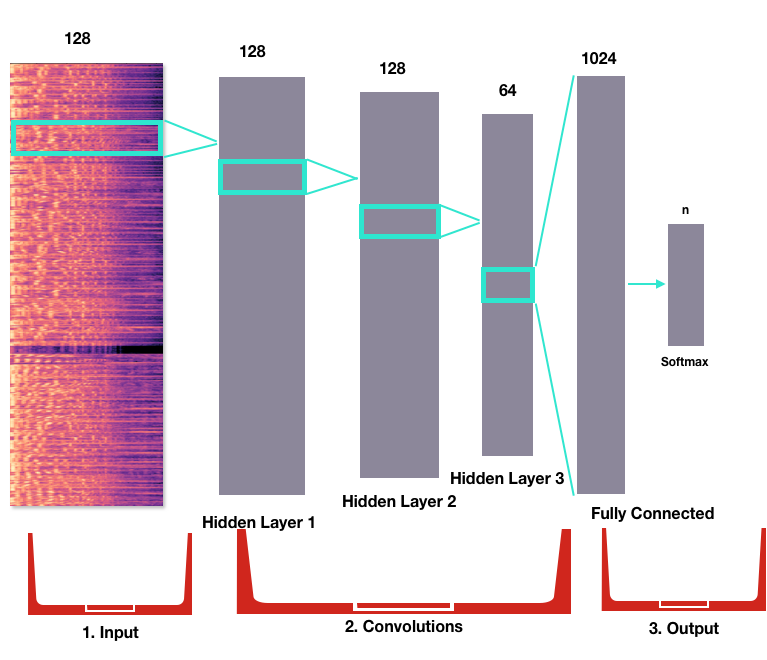 128
128
128
64
1024
n
Softmax
Hidden Layer 3
Hidden Layer 2
Fully Connected
Hidden Layer 1
1. Input
2. Convolutions
3. Output